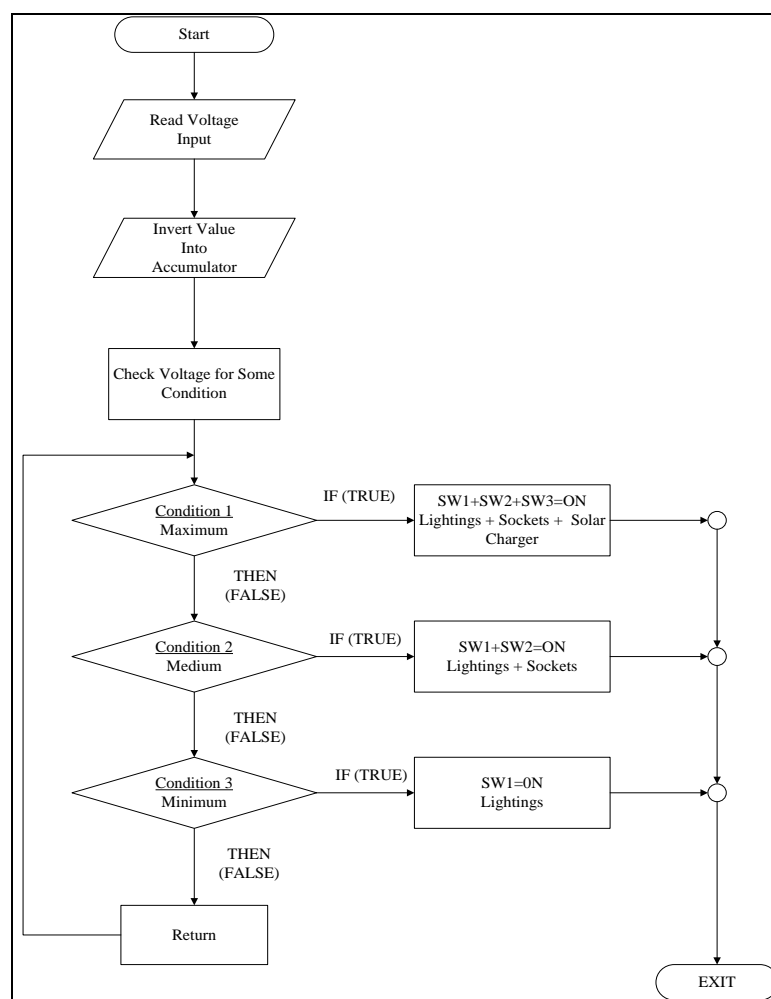 Start
Read Voltage
Input
Invert Value
Into
Accumulator
Check Voltage for Some
Condition
Condition 1
Maximum
IF (TRUE)
SW1+SW2+SW3=ON
Lightings + Sockets + Solar
Charger
THEN
(FALSE)
Condition 2
Medium
IF (TRUE)
SW1+SW2=ON
Lightings + Sockets
THEN
(FALSE)
Condition 3
Minimum
IF (TRUE)
SW1=0N
Lightings
THEN
(FALSE)
Return
EXIT